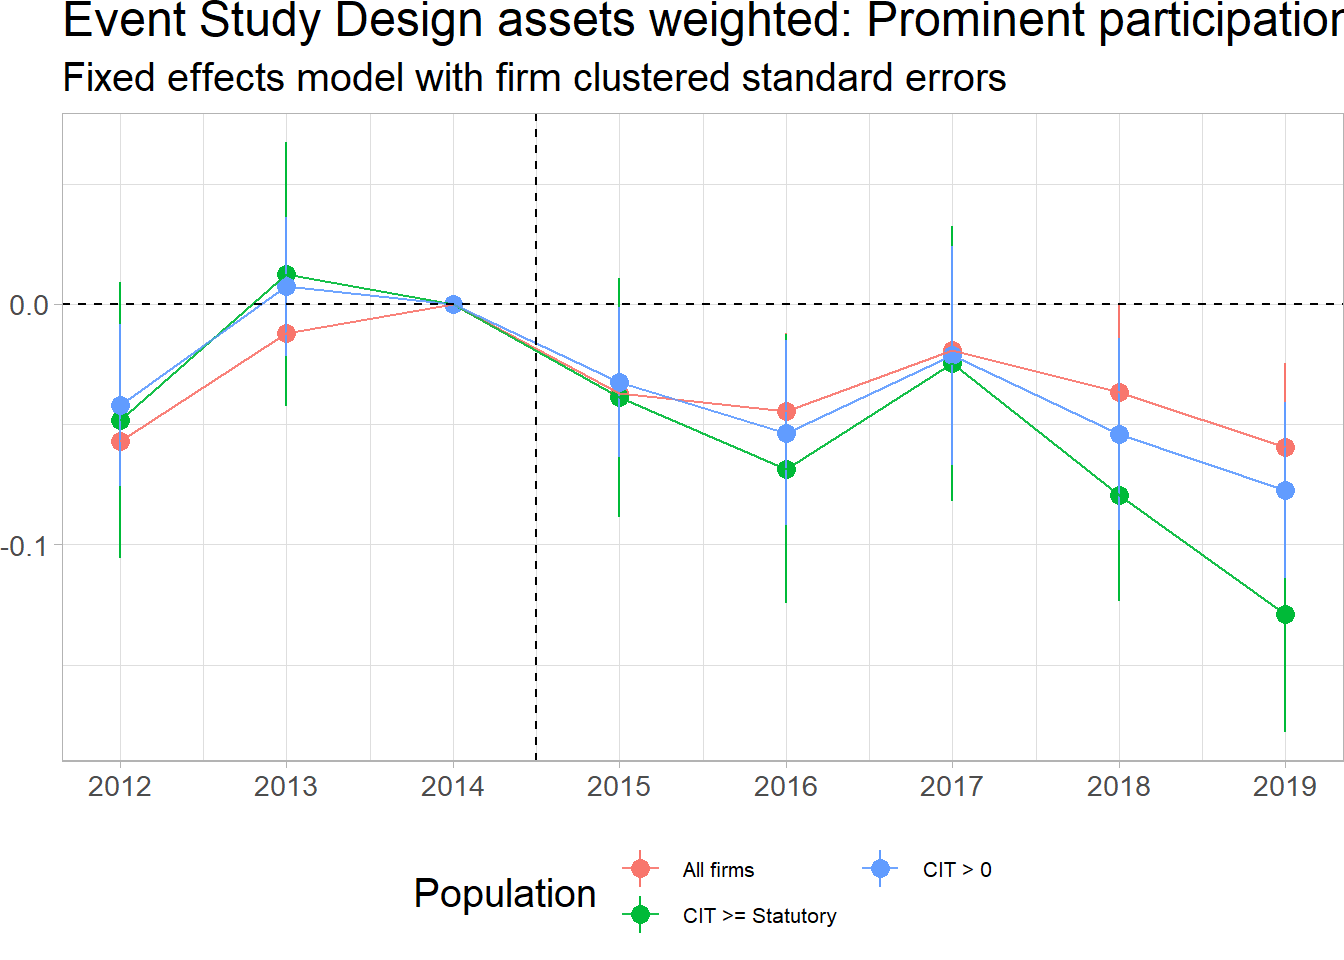 Event Study Design assets weighted: Prominent participation
Fixed effects model with firm clustered standard errors
0.0
-0.1
2012 2013 2014 2015 2016 2017 2018 2019
Population
All firms
CIT > 0
CIT >= Statutory